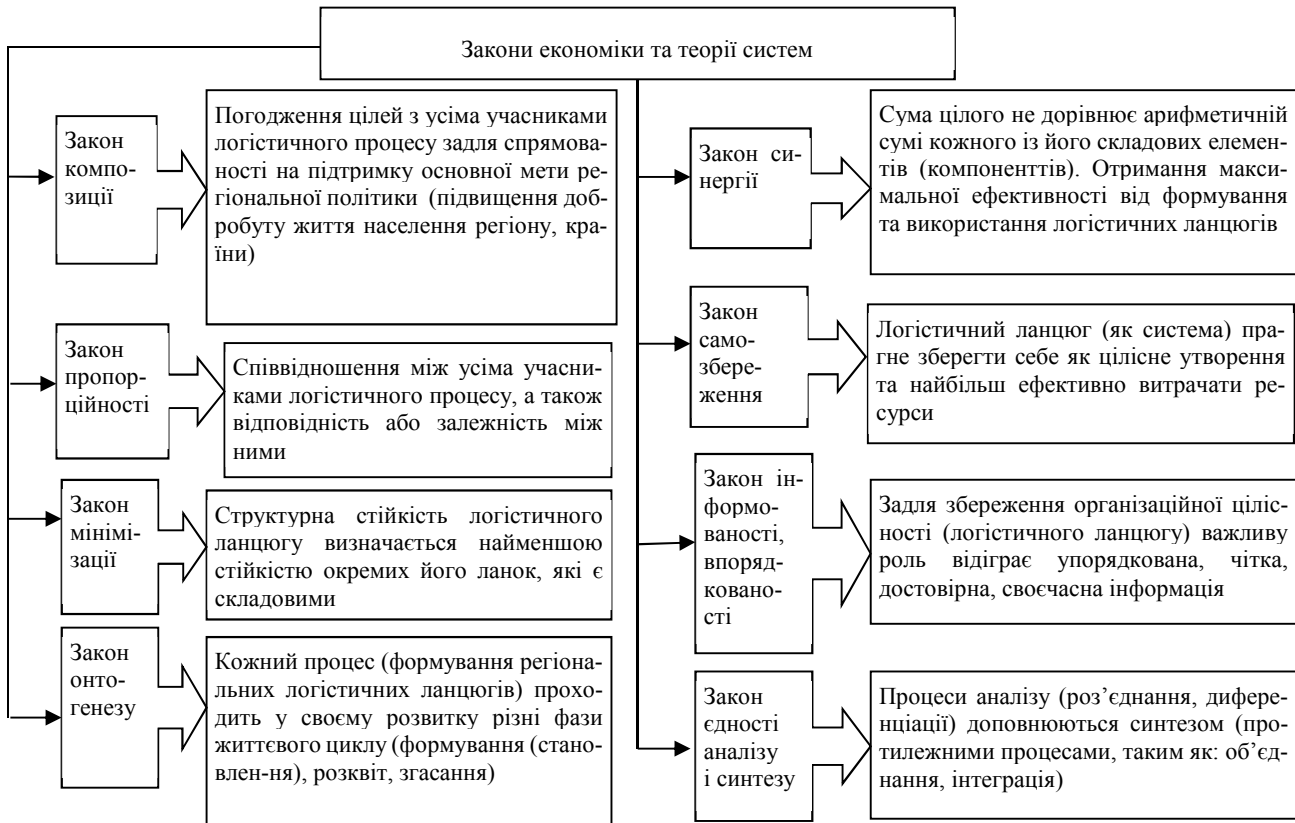 Закони економіки та теорії систем
Закон
компо-
зиції
Погодження цілей з усіма учасниками
логістичного процесу задля спрямова-
ності на підтримку основної мети ре-
гіональної політики (підвищення доб-
робуту життя населення регіону, кра-
їни)
Закон
пропор-
ційності
Співвідношення між усіма учасни-
ками логістичного процесу, а також
відповідність або залежність між
ними
Закон
мінімі-
зації
Структурна стійкість логістичного
ланцюгу визначається найменшою
стійкістю окремих його ланок, які є
складовими
Закон
онто-
генезу
Кожний процес (формування регіона-
льних логістичних ланцюгів) прохо-
дить у своєму розвитку різні фази
життєвого циклу (формування (стано-
влен-ня), розквіт, згасання)
Закон си-
нергії
Сума цілого не дорівнює арифметичній
сумі кожного із його складових елемен-
тів (компоненттів). Отримання макси-
мальної ефективності від формування
та використання логістичних ланцюгів
Закон
само-
збере-
ження
Логістичний ланцюг (як система) пра-
гне зберегти себе як цілісне утворення
та найбільш ефективно витрачати ре-
сурси
Закон ін-
формо-
ваності,
впоряд-
ковано-
сті
Задля збереження організаційної ціліс-
ності (логістичного ланцюгу) важливу
роль відіграє упорядкована, чітка,
достовірна, своєчасна інформація
Закон
єдності
аналізу
і синтезу
Процеси аналізу (роз’єднання, дифере-
нціації) доповнюються синтезом (про-
тилежними процесами, таким як: об’єд-
нання, інтеграція)